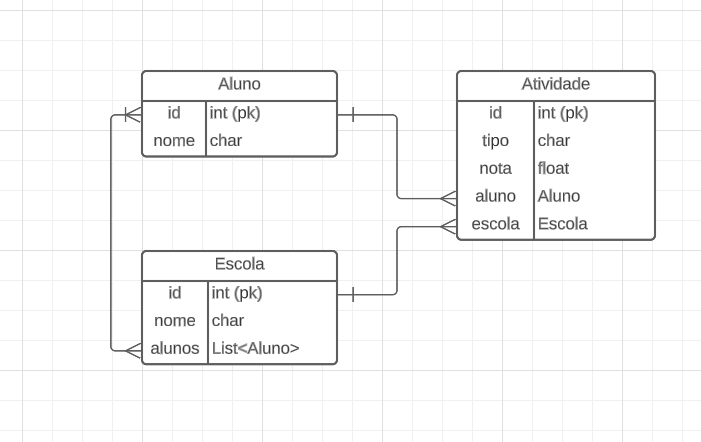 Aluno
id int (pk)
nome char
Atividade
id int (pk)
tipo char
nota float
aluno Aluno
escola Escola
Escola
id int (pk)
nome char
alunos List<Aluno>